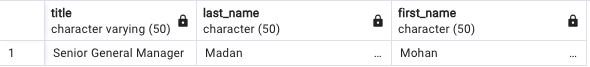 title last_name first_name
character varying (50) character (50) character (50)
1 Senior General Manager Madan ... Mohan ...